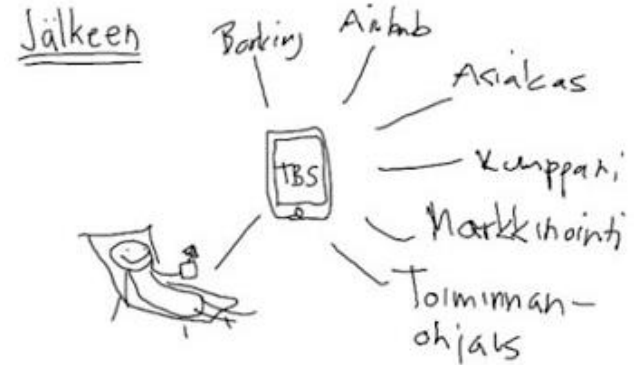 Jälkeen
Booking
Airbnb
Asiakas
TBS
Kumppani
Markkinointi
Toiminnan-
ohjaus